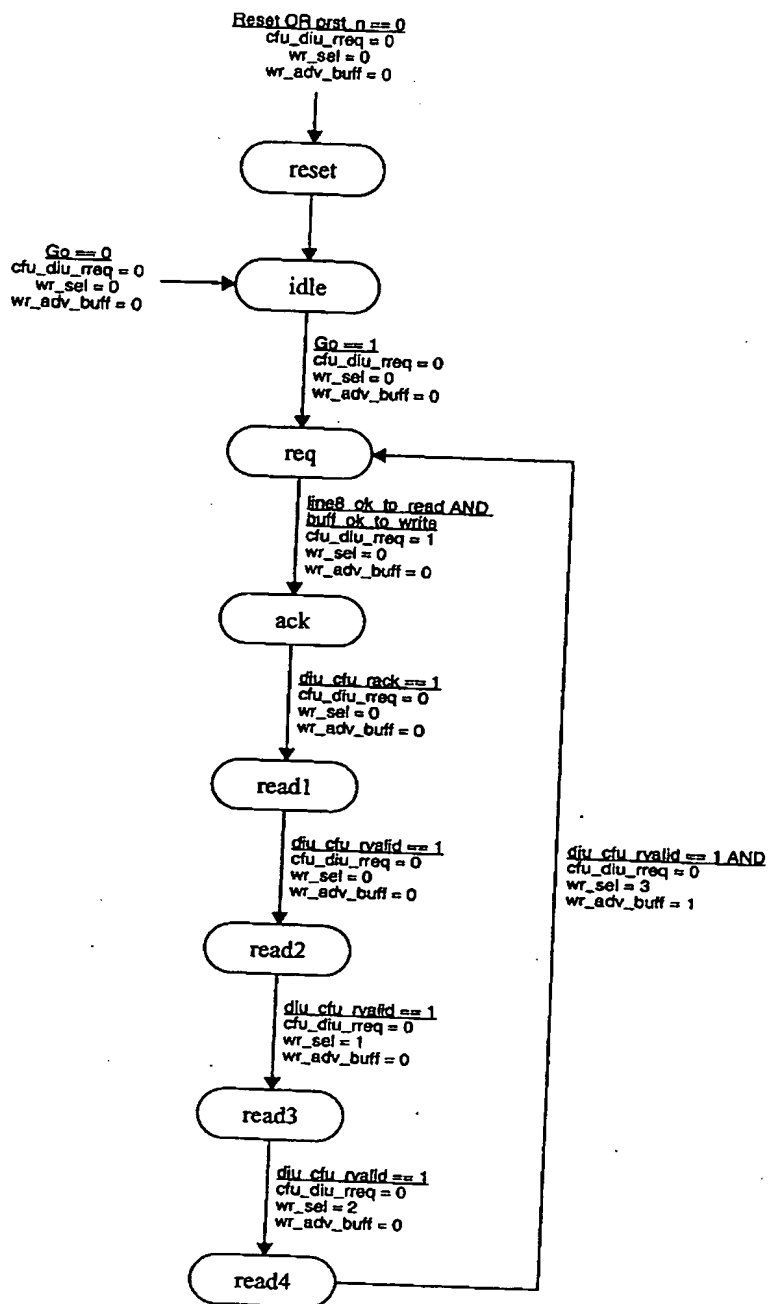 Reset OR prst_n == 0
cfu_diu_rreq = 0
wr_sel = 0
wr_adv_buff = 0
reset
Go == 0
cfu_diu_rreq = 0
wr_sel = 0
wr_adv_buff = 0
idle
Go == 1
cfu_diu_rreq = 0
wr_sel = 0
wr_adv_buff = 0
req
line8_ok_to_read AND
buff_ok_to_write
cfu_diu_rreq = 1
wr_sel = 0
wr_adv_buff = 0
ack
diu_cfu_rack == 1
cfu_diu_rreq = 0
wr_sel = 0
wr_adv_buff = 0
read1
diu_cfu_rvalid == 1
cfu_diu_rreq = 0
wr_sel = 0
wr_adv_buff = 0
diu_cfu_rvalid == 1 AND
cfu_diu_rreq = 0
wr_sel = 3
wr_adv_buff = 1
read2
diu_cfu_rvalid == 1
cfu_diu_rreq = 0
wr_sel = 1
wr_adv_buff = 0
read3
diu_cfu_rvalid == 1
cfu_diu_rreq = 0
wr_sel = 2
wr_adv_buff = 0
read4